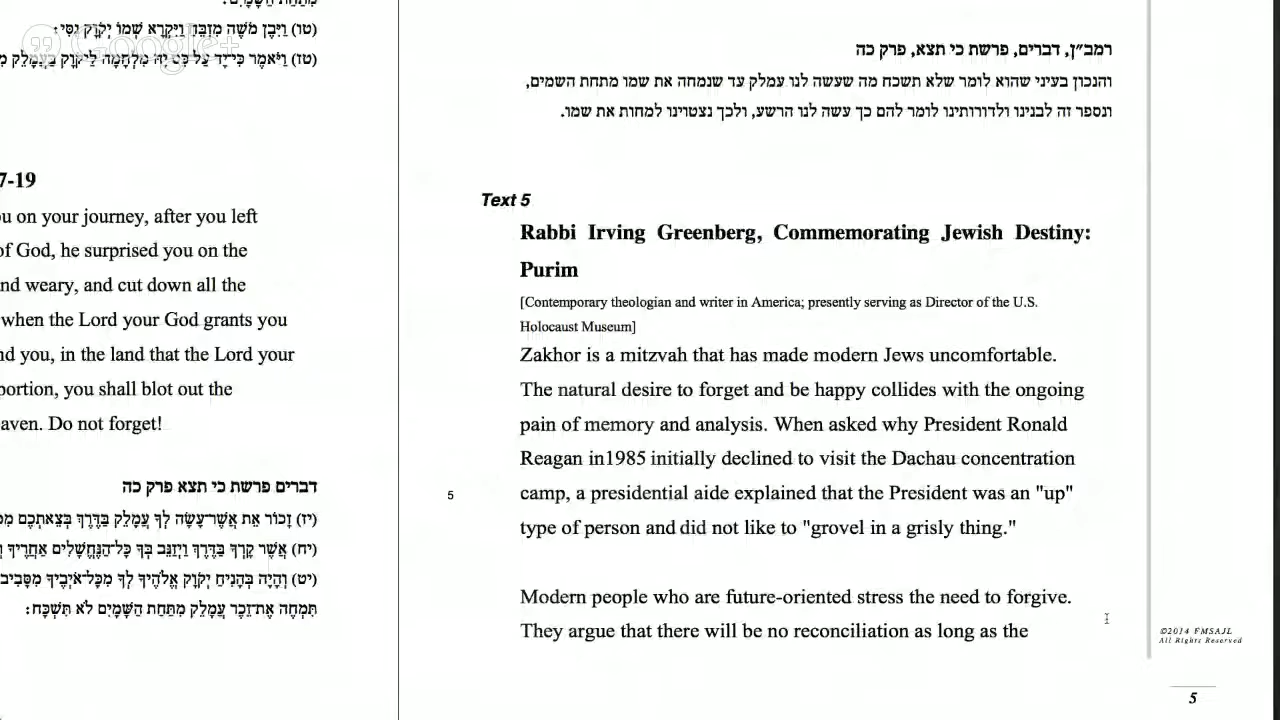 מִתַּחַת הַשָּׁמָיִם:
(טו) וַיִּבֶן מֹשֶׁה מִזְבֵּחַ וַיִּקְרָא שְׁמוֹ יְקֹוָק נִסִּי:
(טז) וַיֹּאמֶר כִּי־יָד עַל־כֵּס יָהּ מִלְחָמָה לַיקֹוָק בַּעֲמָלֵק
Google+
7-19
ou on your journey, after you left
of God, he surprised you on the
nd weary, and cut down all the
when the Lord your God grants you
nd you, in the land that the Lord your
portion, you shall blot out the
aven. Do not forget!
דברים פרשת כי תצא פרק כה
(יז) זָכוֹר אֵת אֲשֶׁר־עָשָׂה לְךָ עֲמָלֵק בַּדֶּרֶךְ בְּצֵאתְכֶם
(יח) אֲשֶׁר קָרְךָ בַּדֶּרֶךְ וַיְזַנֵּב בְּךָ כָּל־הַנֶּחֱשָׁלִים אַחֲרֶיךָ
(יט) וְהָיָה בְּהָנִיחַ יְקֹוָק אֱלֹהֶיךָ לְךָ מִכָּל־אֹיְבֶיךָ מִסָּבִיב
תִּמְחֶה אֶת־זֵכֶר עֲמָלֵק מִתַּחַת הַשָּׁמָיִם לֹא תִּשְׁכָּח:
רמב״ן, דברים, פרשת כי תצא, פרק כה
והנכון בעיני שהוא לומר שלא תשכח מה שעשה לנו עמלק עד שנמחה את שמו מתחת השמים,
ונספר זה לבנינו ולדורותינו לומר להם כך עשה לנו הרשע, ולכך נצטוינו למחות את שמו.
Text 5
Rabbi Irving Greenberg, Commemorating Jewish Destiny:
Purim
[Contemporary theologian and writer in America; presently serving as Director of the U.S.
Holocaust Museum]
Zakhor is a mitzvah that has made modern Jews uncomfortable.
The natural desire to forget and be happy collides with the ongoing
pain of memory and analysis. When asked why President Ronald
Reagan in1985 initially declined to visit the Dachau concentration
5 camp, a presidential aide explained that the President was an "up"
type of person and did not like to "grovel in a grisly thing."
Modern people who are future-oriented stress the need to forgive.
They argue that there will be no reconciliation as long as the
©2014 FMSAJL
All Rights Reserved
5